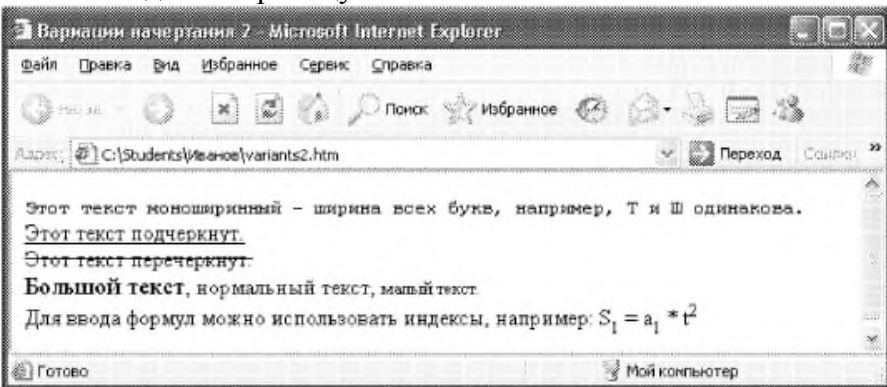 Вариации начертания 2 - Microsoft Internet Explorer
Файл Правка Вид Избранное Сервис Справка
Назад Поиск Избранное
Адрес: C:\Students\Иванов\variants2.htm Переход Ссылки »
Этот текст моноширинный - ширина всех букв, например, Т и Ш одинакова.
Этот текст подчеркнут.
Этот текст перечеркнут.
Большой текст, нормальный текст, малый текст.
Для ввода формул можно использовать индексы, например: S₁ = a₁ * t²
Готово Мой компьютер